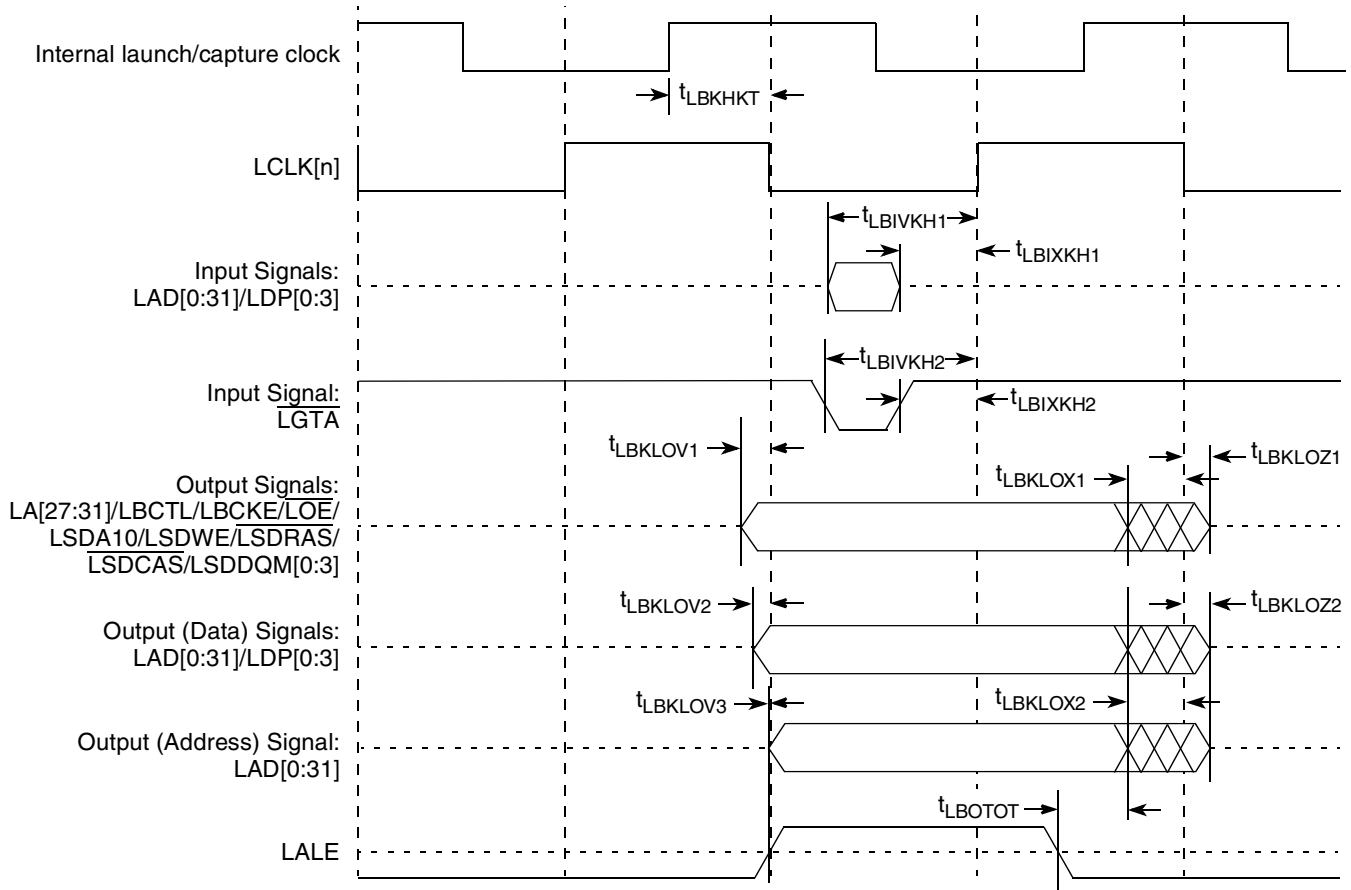 Internal launch/capture clock
tLBKHKT
LCLK[n]
tLBIVKH1
tLBIXKH1
Input Signals:
LAD[0:31]/LDP[0:3]
tLBIVKH2
Input Signal:
LGTA
tLBIXKH2
tLBKLOV1
tLBKLOZ1
tLBKLOX1
Output Signals:
LA[27:31]/LBCTL/LBCKE/LOE/
LSDA10/LSDWE/LSDRAS/
LSDCAS/LSDDQM[0:3]
tLBKLOV2
tLBKLOZ2
Output (Data) Signals:
LAD[0:31]/LDP[0:3]
tLBKLOV3
tLBKLOX2
Output (Address) Signal:
LAD[0:31]
tLBOTOT
LALE